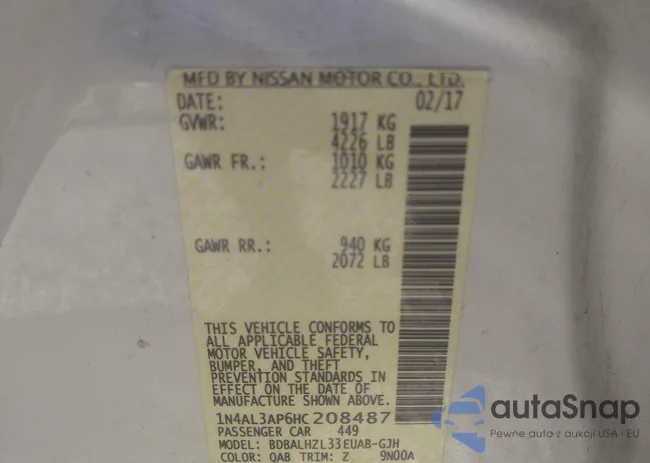 MFD BY NISSAN MOTOR CO., LTD.
DATE: 02/17
GVWR: 1917 KG
4226 LB
GAWR FR.: 1010 KG
2227 LB
GAWR RR.: 940 KG
2072 LB
THIS VEHICLE CONFORMS TO
ALL APPLICABLE FEDERAL
MOTOR VEHICLE SAFETY,
BUMPER, AND THEFT
PREVENTION STANDARDS IN
EFFECT ON THE DATE OF
MANUFACTURE SHOWN ABOVE.
1N4AL3AP6HC208487
PASSENGER CAR 449
MODEL: BDBALHZL33EUAB-GJH
COLOR: QAB TRIM: Z 9N00A
autoSnap
Pewne auta z aukcji USA i EU